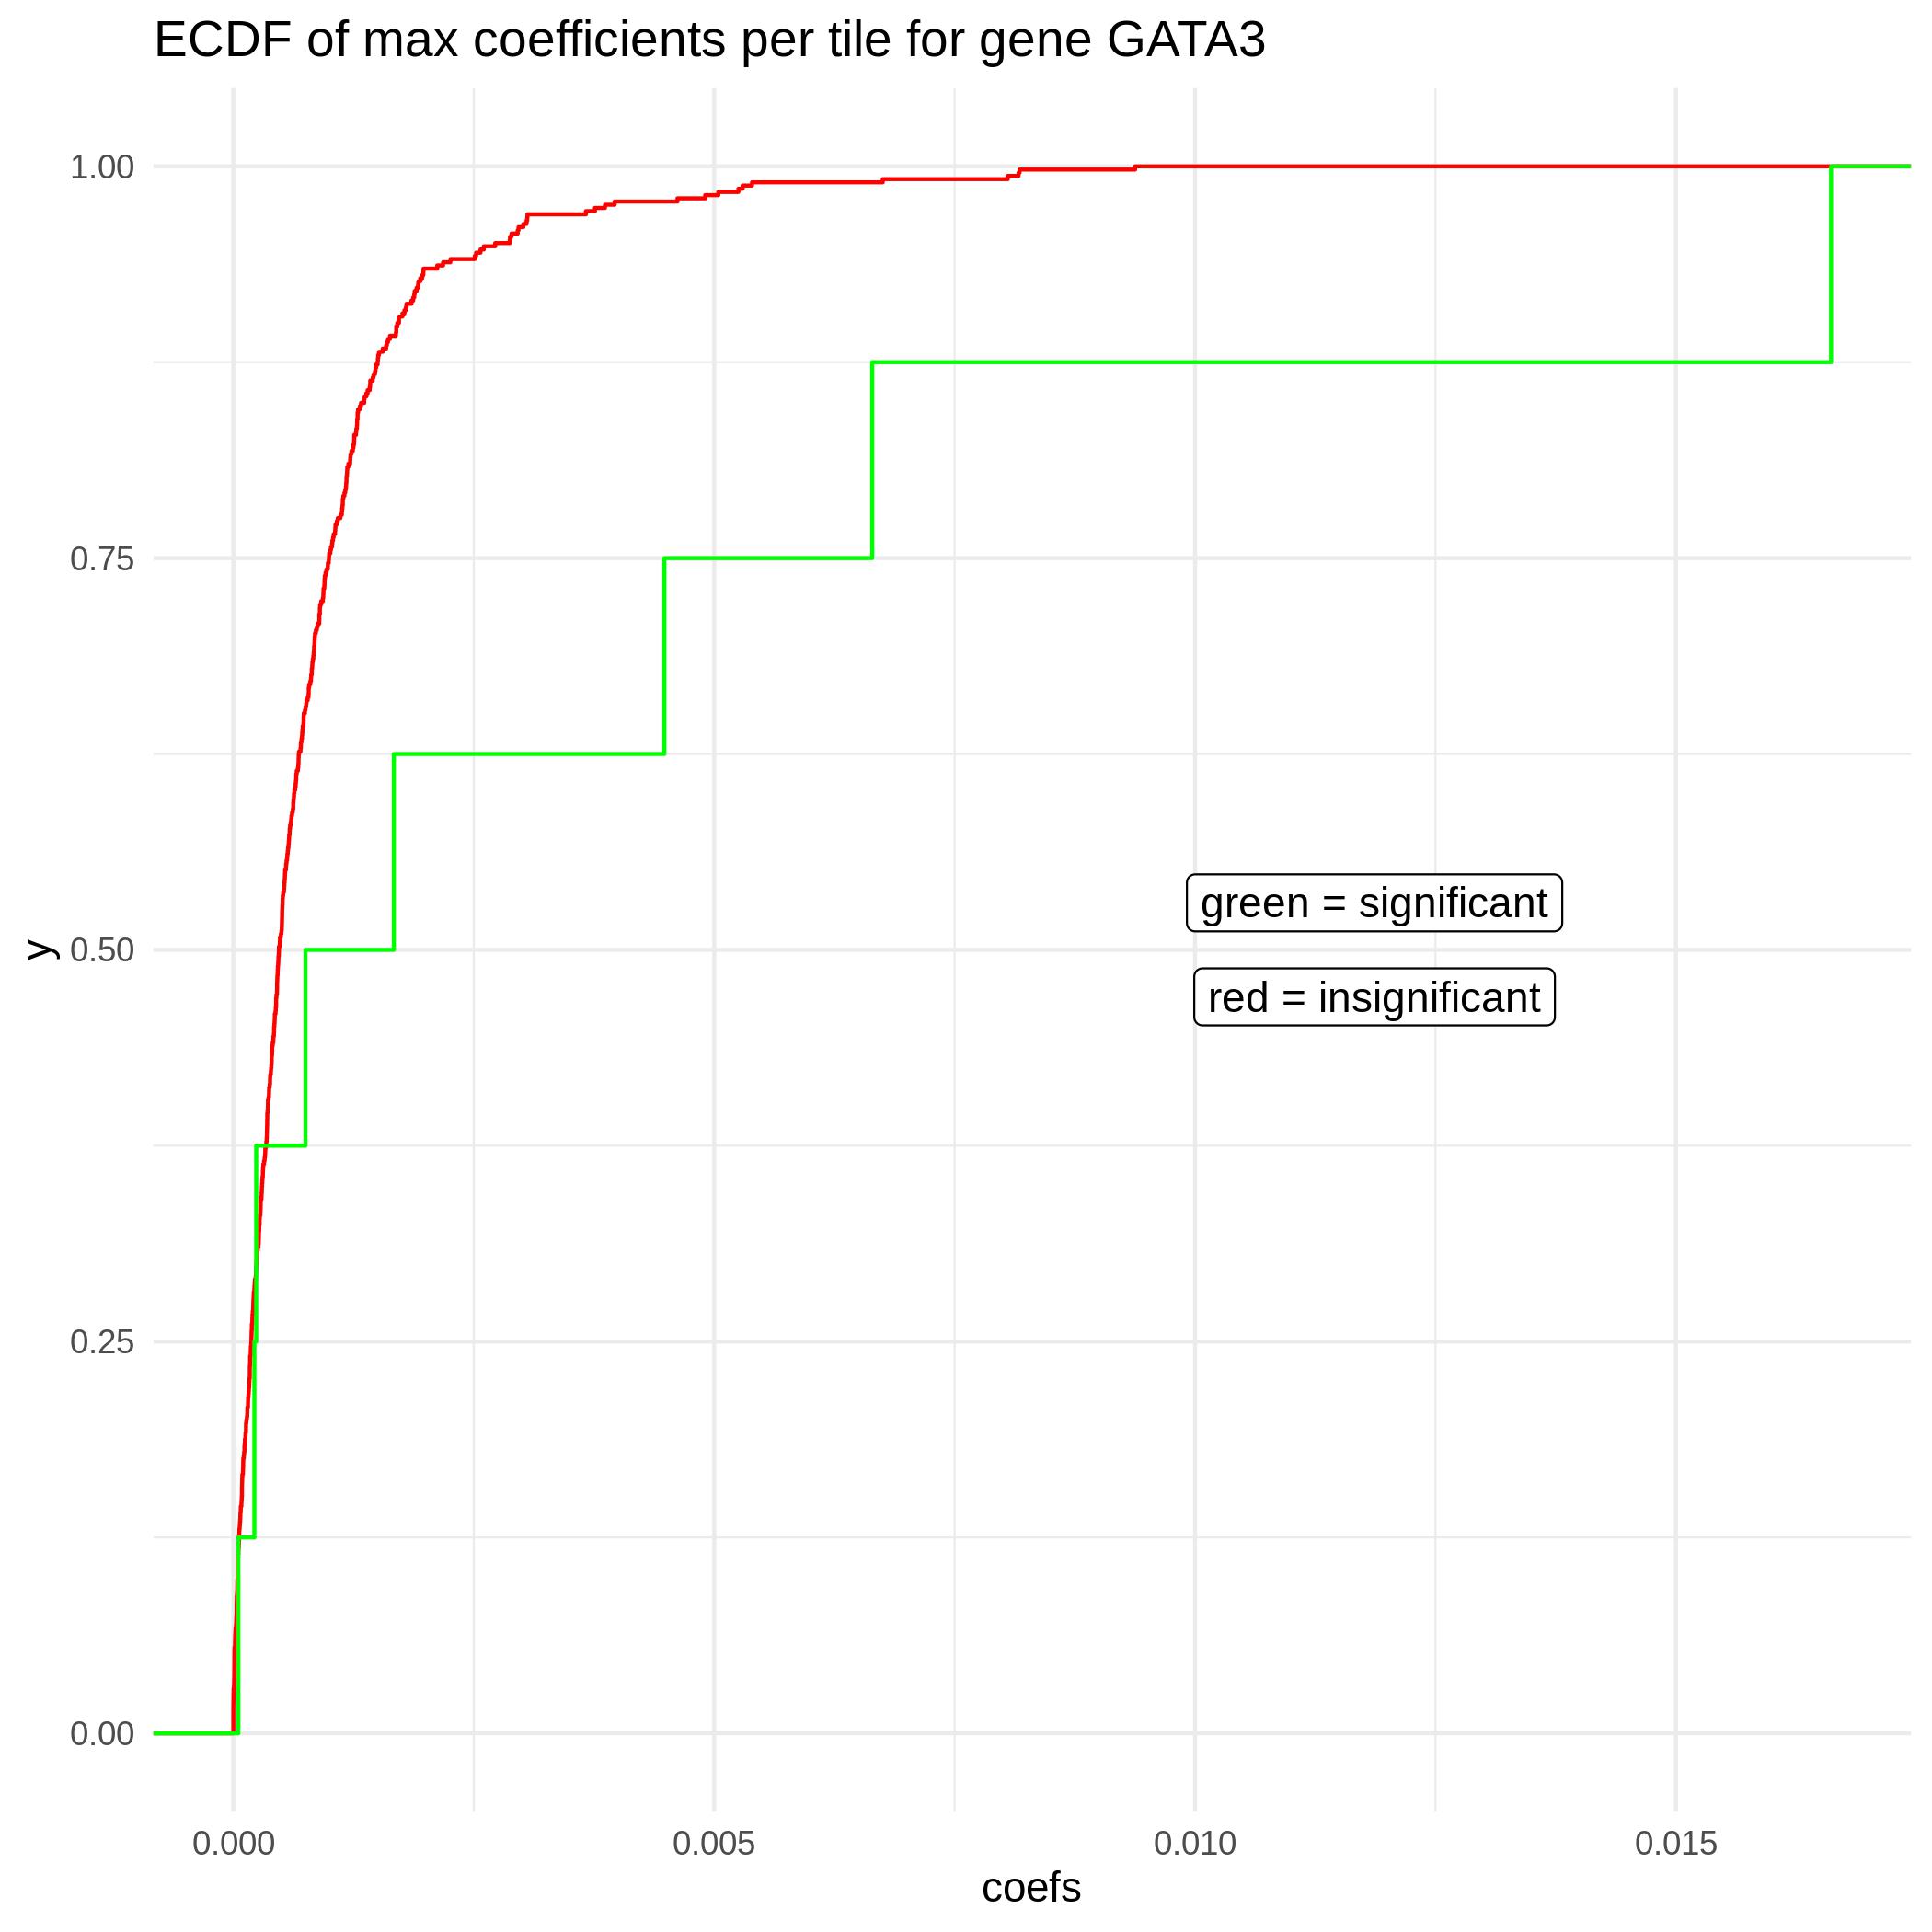 ECDF of max coefficients per tile for gene GATA3
1.00
0.75
0.50
0.25
0.00
y
green = significant
red = insignificant
0.000
0.005
0.010
0.015
coefs